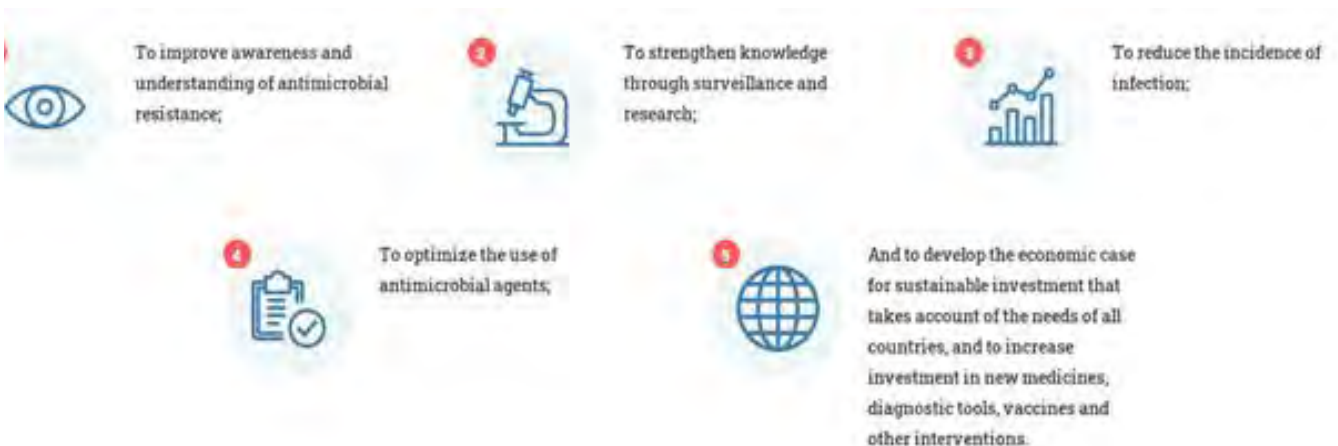 To improve awareness and
understanding of antimicrobial
resistance;
2
To strengthen knowledge
through surveillance and
research;
3
To reduce the incidence of
infection;
4
To optimize the use of
antimicrobial agents;
5
And to develop the economic case
for sustainable investment that
takes account of the needs of all
countries, and to increase
investment in new medicines,
diagnostic tools, vaccines and
other interventions.